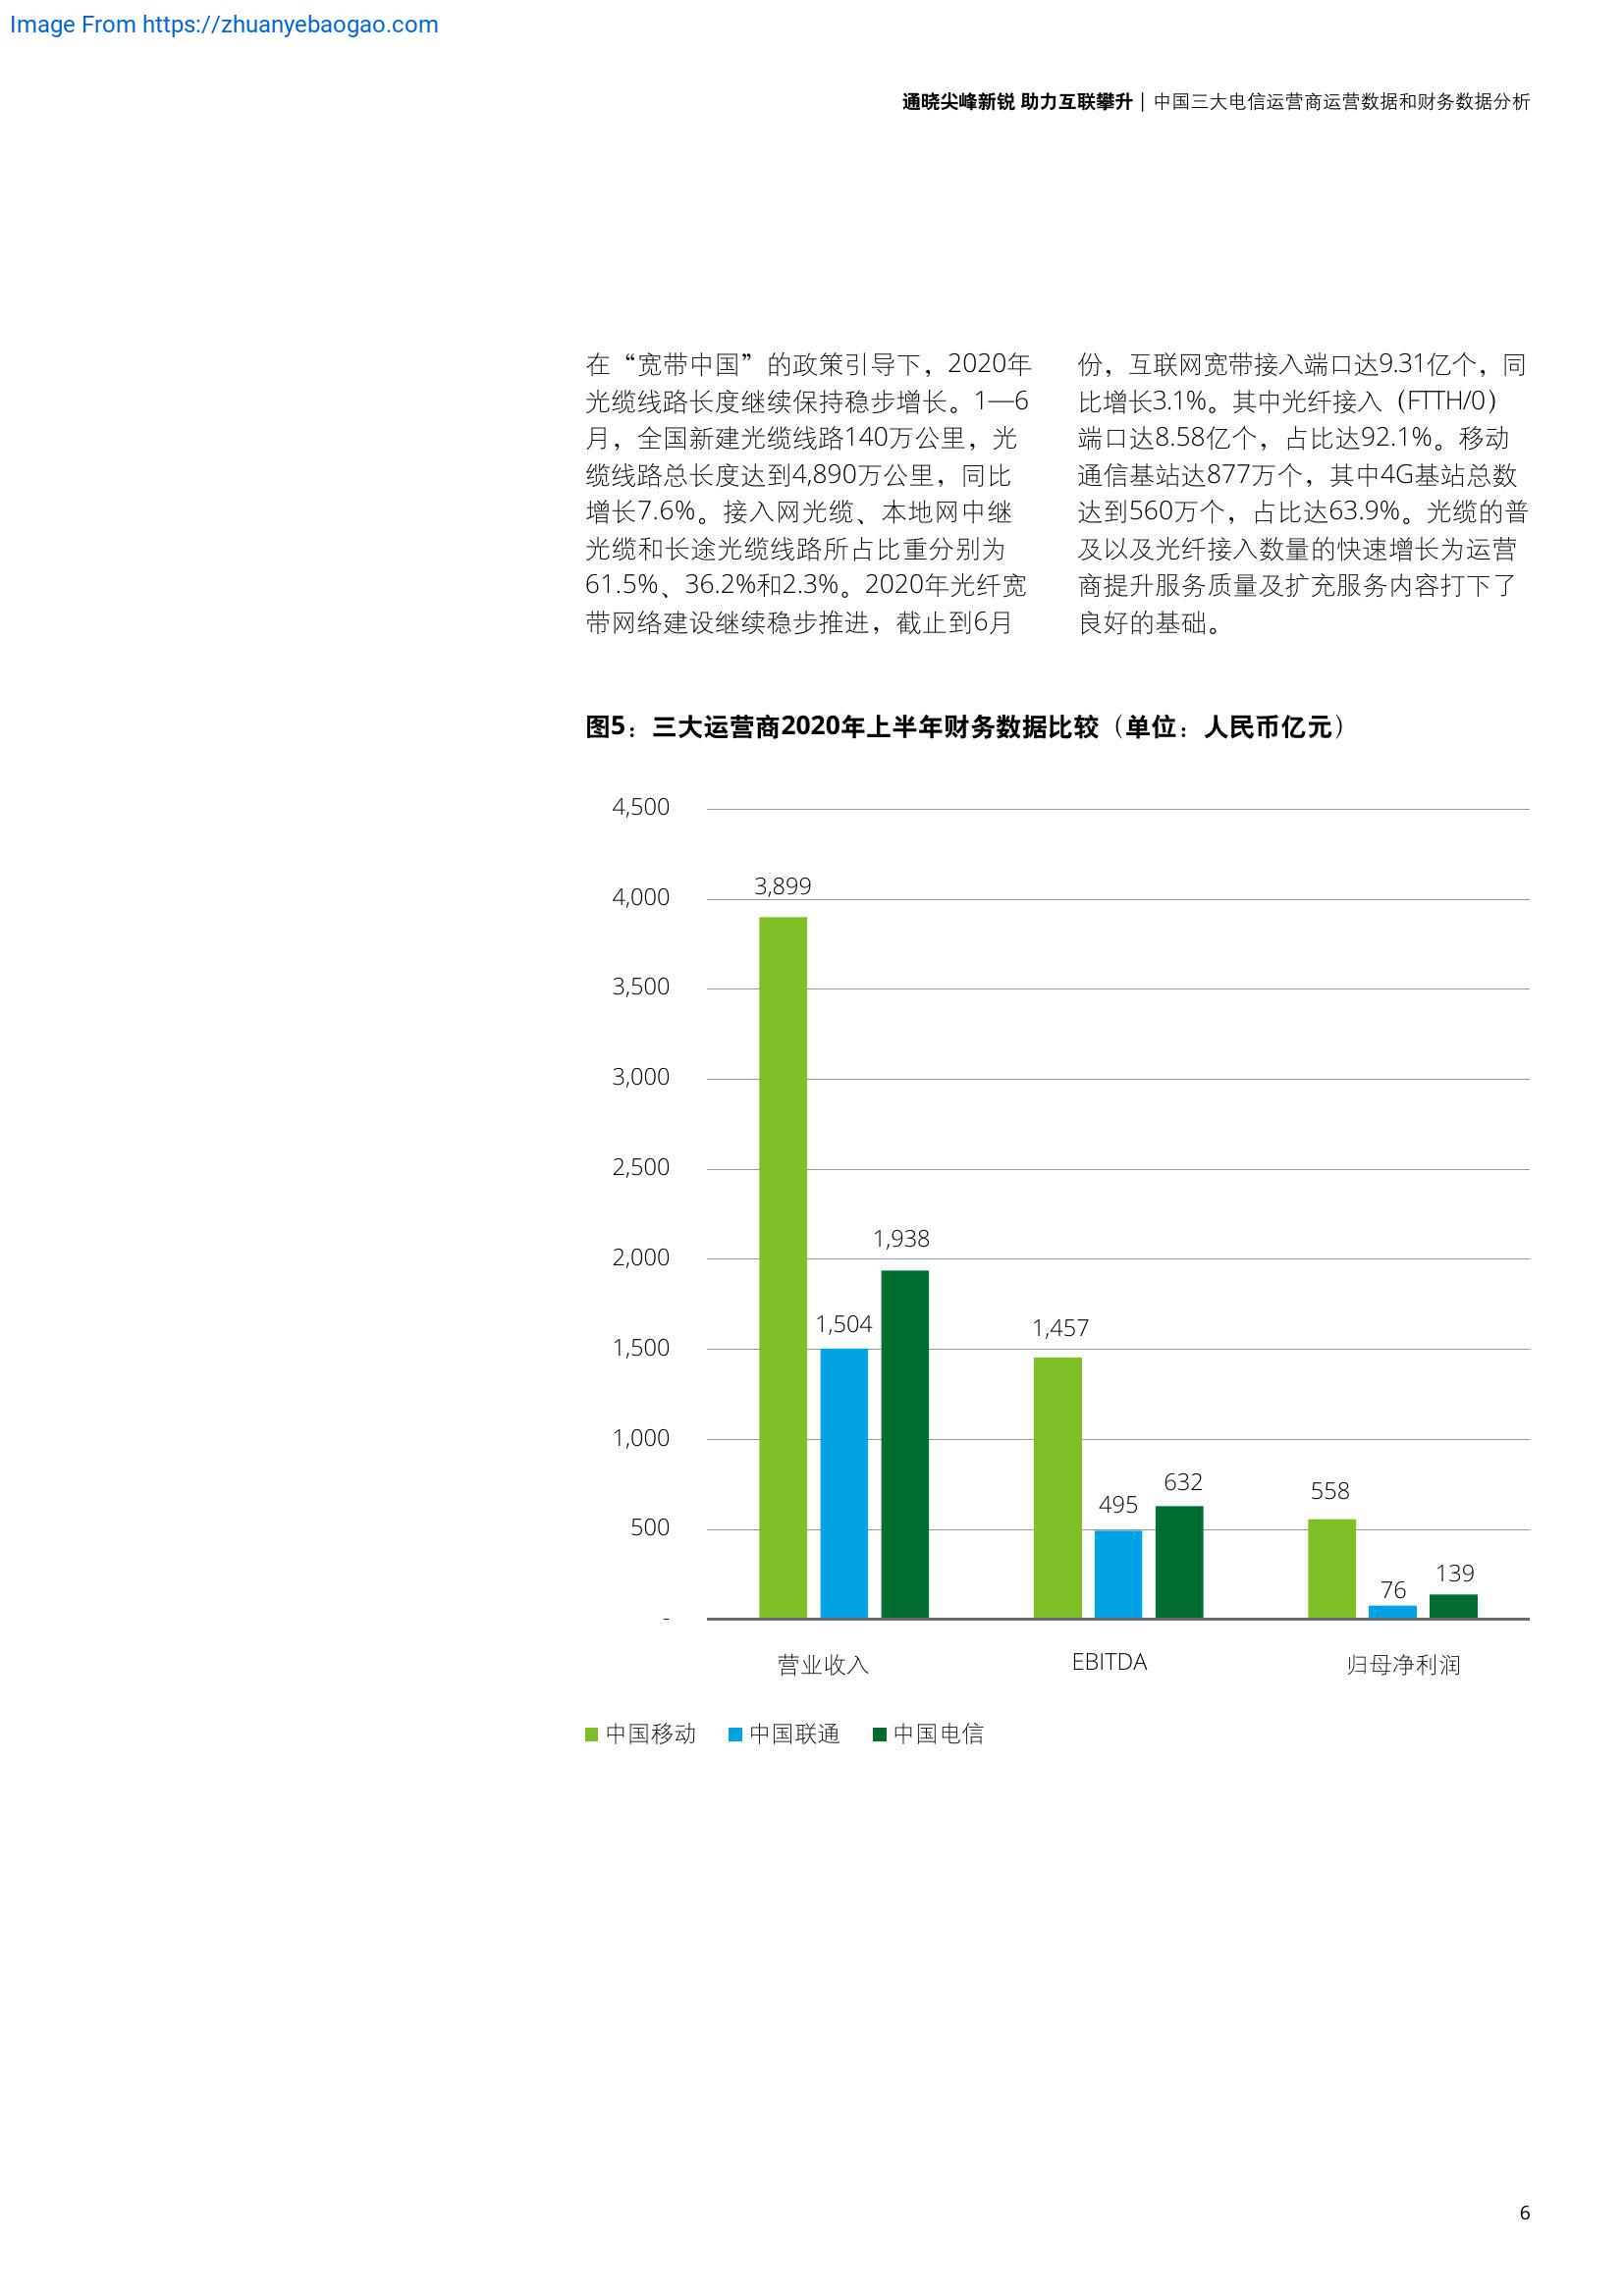 Image From https://zhuanyebaogao.com
通晓尖峰新锐 助力互联攀升 | 中国三大电信运营商运营数据和财务数据分析
在“宽带中国”的政策引导下，2020年
光缆线路长度继续保持稳步增长。1—6
月，全国新建光缆线路140万公里，光
缆线路总长度达到4,890万公里，同比
增长7.6%。接入网光缆、本地网中继
光缆和长途光缆线路所占比重分别为
61.5%、36.2%和2.3%。2020年光纤宽
带网络建设继续稳步推进，截止到6月
份，互联网宽带接入端口达9.31亿个，同
比增长3.1%。其中光纤接入（FTTH/0）
端口达8.58亿个，占比达92.1%。移动
通信基站达877万个，其中4G基站总数
达到560万个，占比达63.9%。光缆的普
及以及光纤接入数量的快速增长为运营
商提升服务质量及扩充服务内容打下了
良好的基础。
图5：三大运营商2020年上半年财务数据比较（单位：人民币亿元）
4,500
4,000
3,500
3,000
2,500
2,000
1,500
1,000
500
-
3,899
1,504
1,938
1,457
495
632
558
76
139
营业收入
EBITDA
归母净利润
中国移动
中国联通
中国电信
6